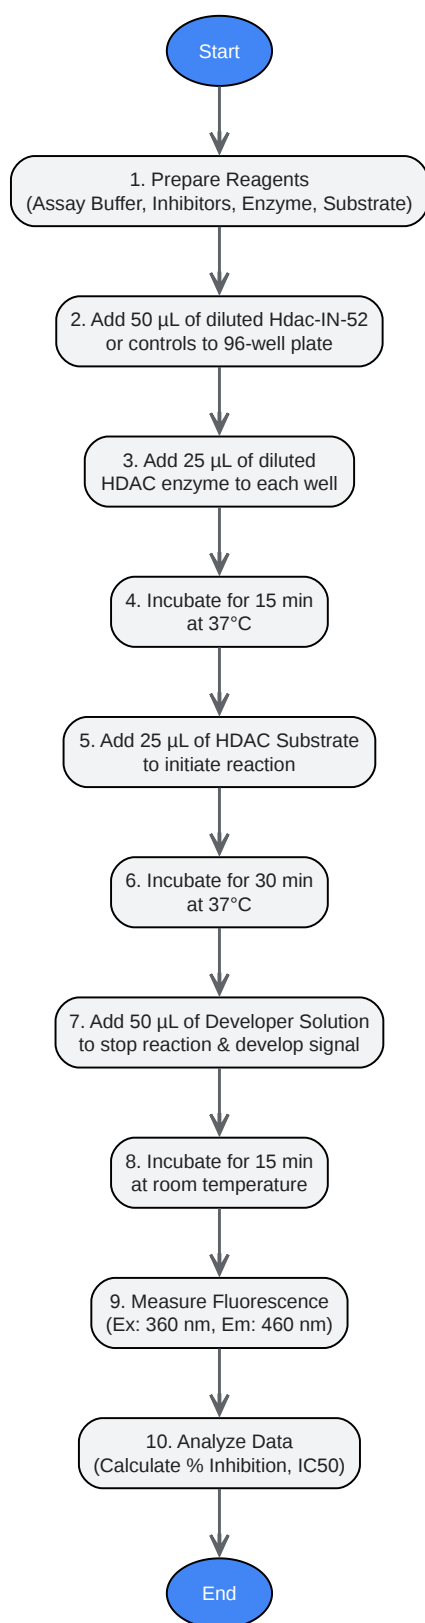 Start
1. Prepare Reagents
(Assay Buffer, Inhibitors, Enzyme, Substrate)
2. Add 50 µL of diluted Hdac-IN-52
or controls to 96-well plate
3. Add 25 µL of diluted
HDAC enzyme to each well
4. Incubate for 15 min
at 37°C
5. Add 25 µL of HDAC Substrate
to initiate reaction
6. Incubate for 30 min
at 37°C
7. Add 50 µL of Developer Solution
to stop reaction & develop signal
8. Incubate for 15 min
at room temperature
9. Measure Fluorescence
(Ex: 360 nm, Em: 460 nm)
10. Analyze Data
(Calculate % Inhibition, IC50)
End